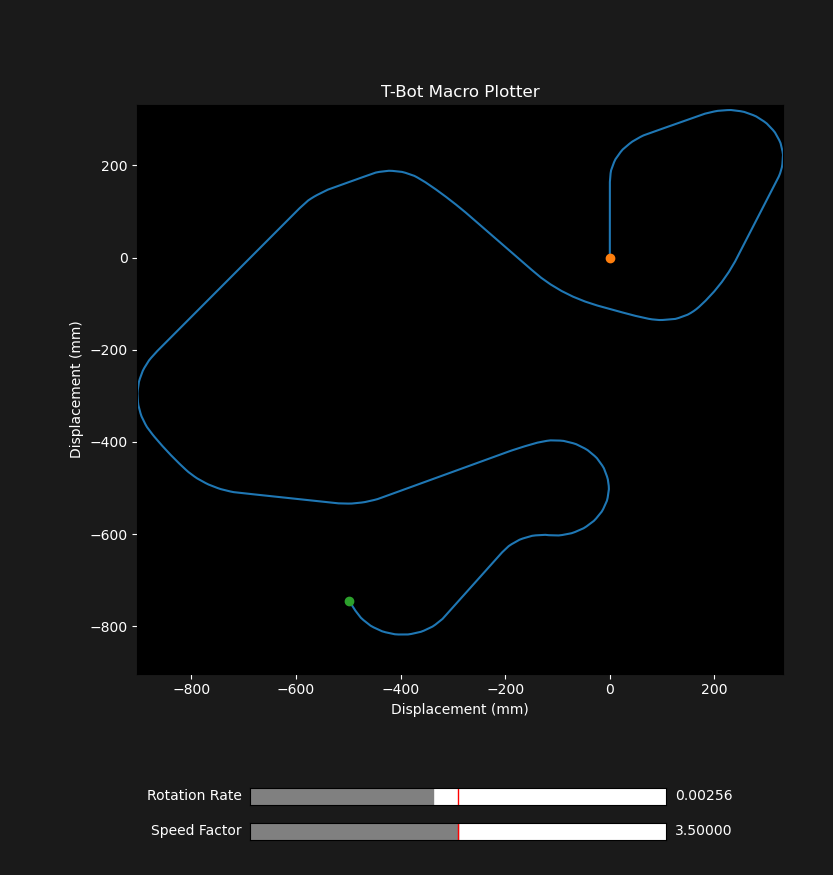 T-Bot Macro Plotter
200
0
−200
−400
−600
−800
Displacement (mm)
−800 −600 −400 −200 0 200
Displacement (mm)
Rotation Rate 0.00256
Speed Factor 3.50000